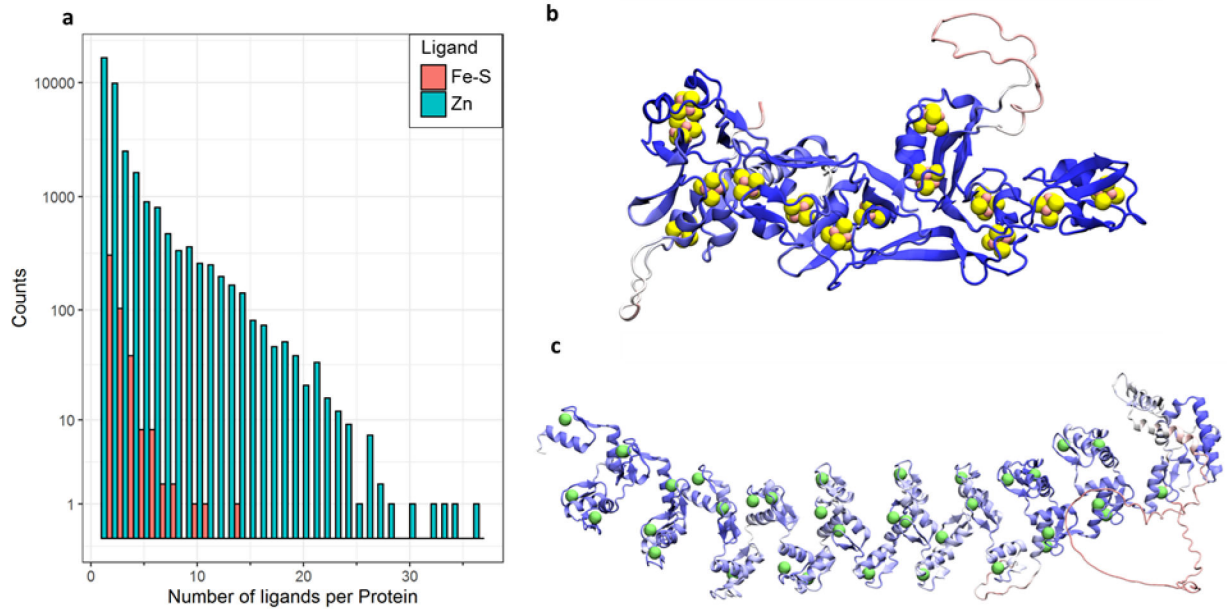 a
Ligand
Fe-S
Zn
10000
1000
100
10
1
Counts
0
10
20
30
Number of ligands per Protein
b
c